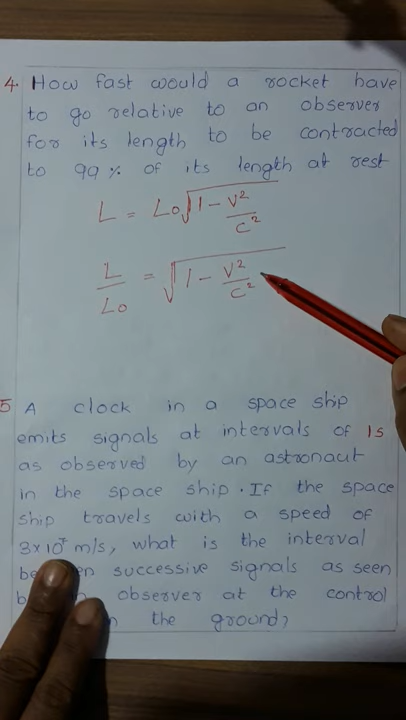 4 How fast would a rocket have
to go relative to an observer
for its length to be contracted
to 99% of its length at rest
L = L₀√1 - v²/c²
L/L₀ = √1 - v²/c²
5 A clock in a space ship
emits signals at intervals of 1s
as observed by an astronaut
in the space ship. If the space
ship travels with a speed of
3×10⁷ m/s, what is the interval
successive signals as seen
observer at the control
the ground,